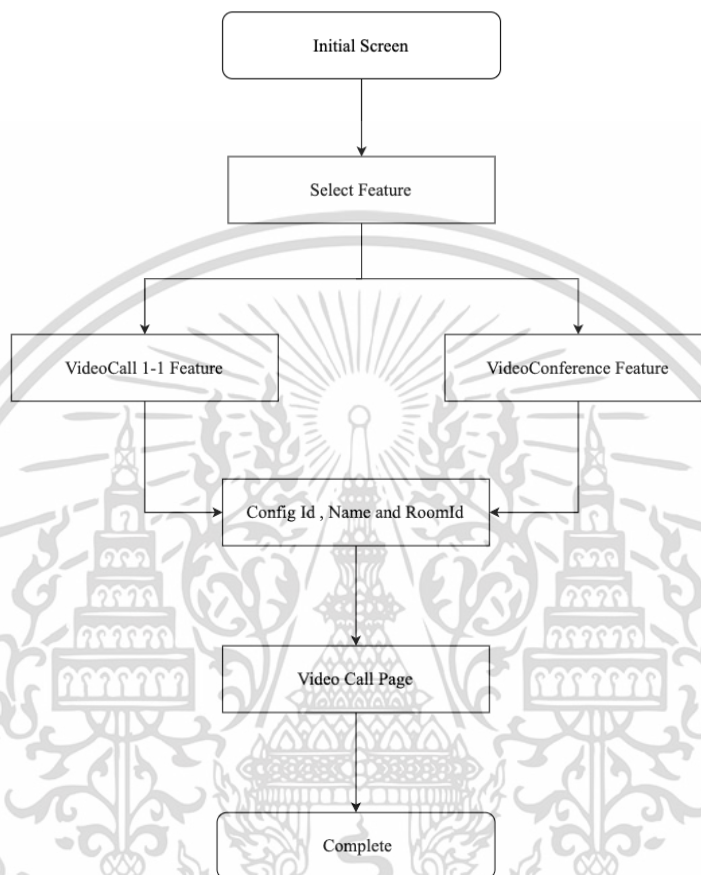 Initial Screen
Select Feature
VideoCall 1-1 Feature
VideoConference Feature
Config Id , Name and RoomId
Video Call Page
Complete